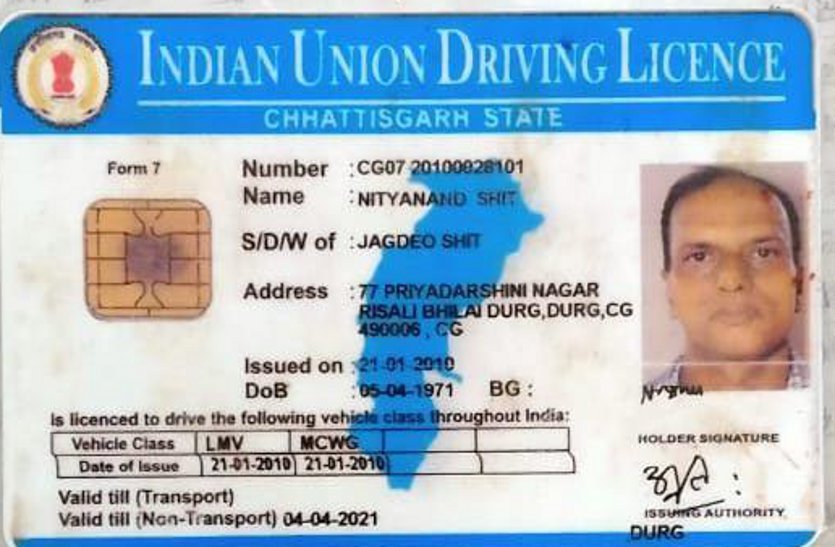 INDIAN UNION DRIVING LICENCE
CHHATTISGARH STATE
Form 7
Number : CG07 20100028101
Name : NITYANAND SHIT
S/D/W of : JAGDEO SHIT
Address : 77 PRIYADARSHINI NAGAR
RISALI BHILAI DURG,DURG,CG
490006 , CG
Issued on : 21-01-2010
DoB : 05-04-1971 BG :
Is licenced to drive the following vehicle class throughout India:
Vehicle Class LMV MCWG
Date of Issue 21-01-2010 21-01-2010
Valid till (Transport)
Valid till (Non-Transport) 04-04-2021
HOLDER SIGNATURE
ISSUING AUTHORITY
DURG